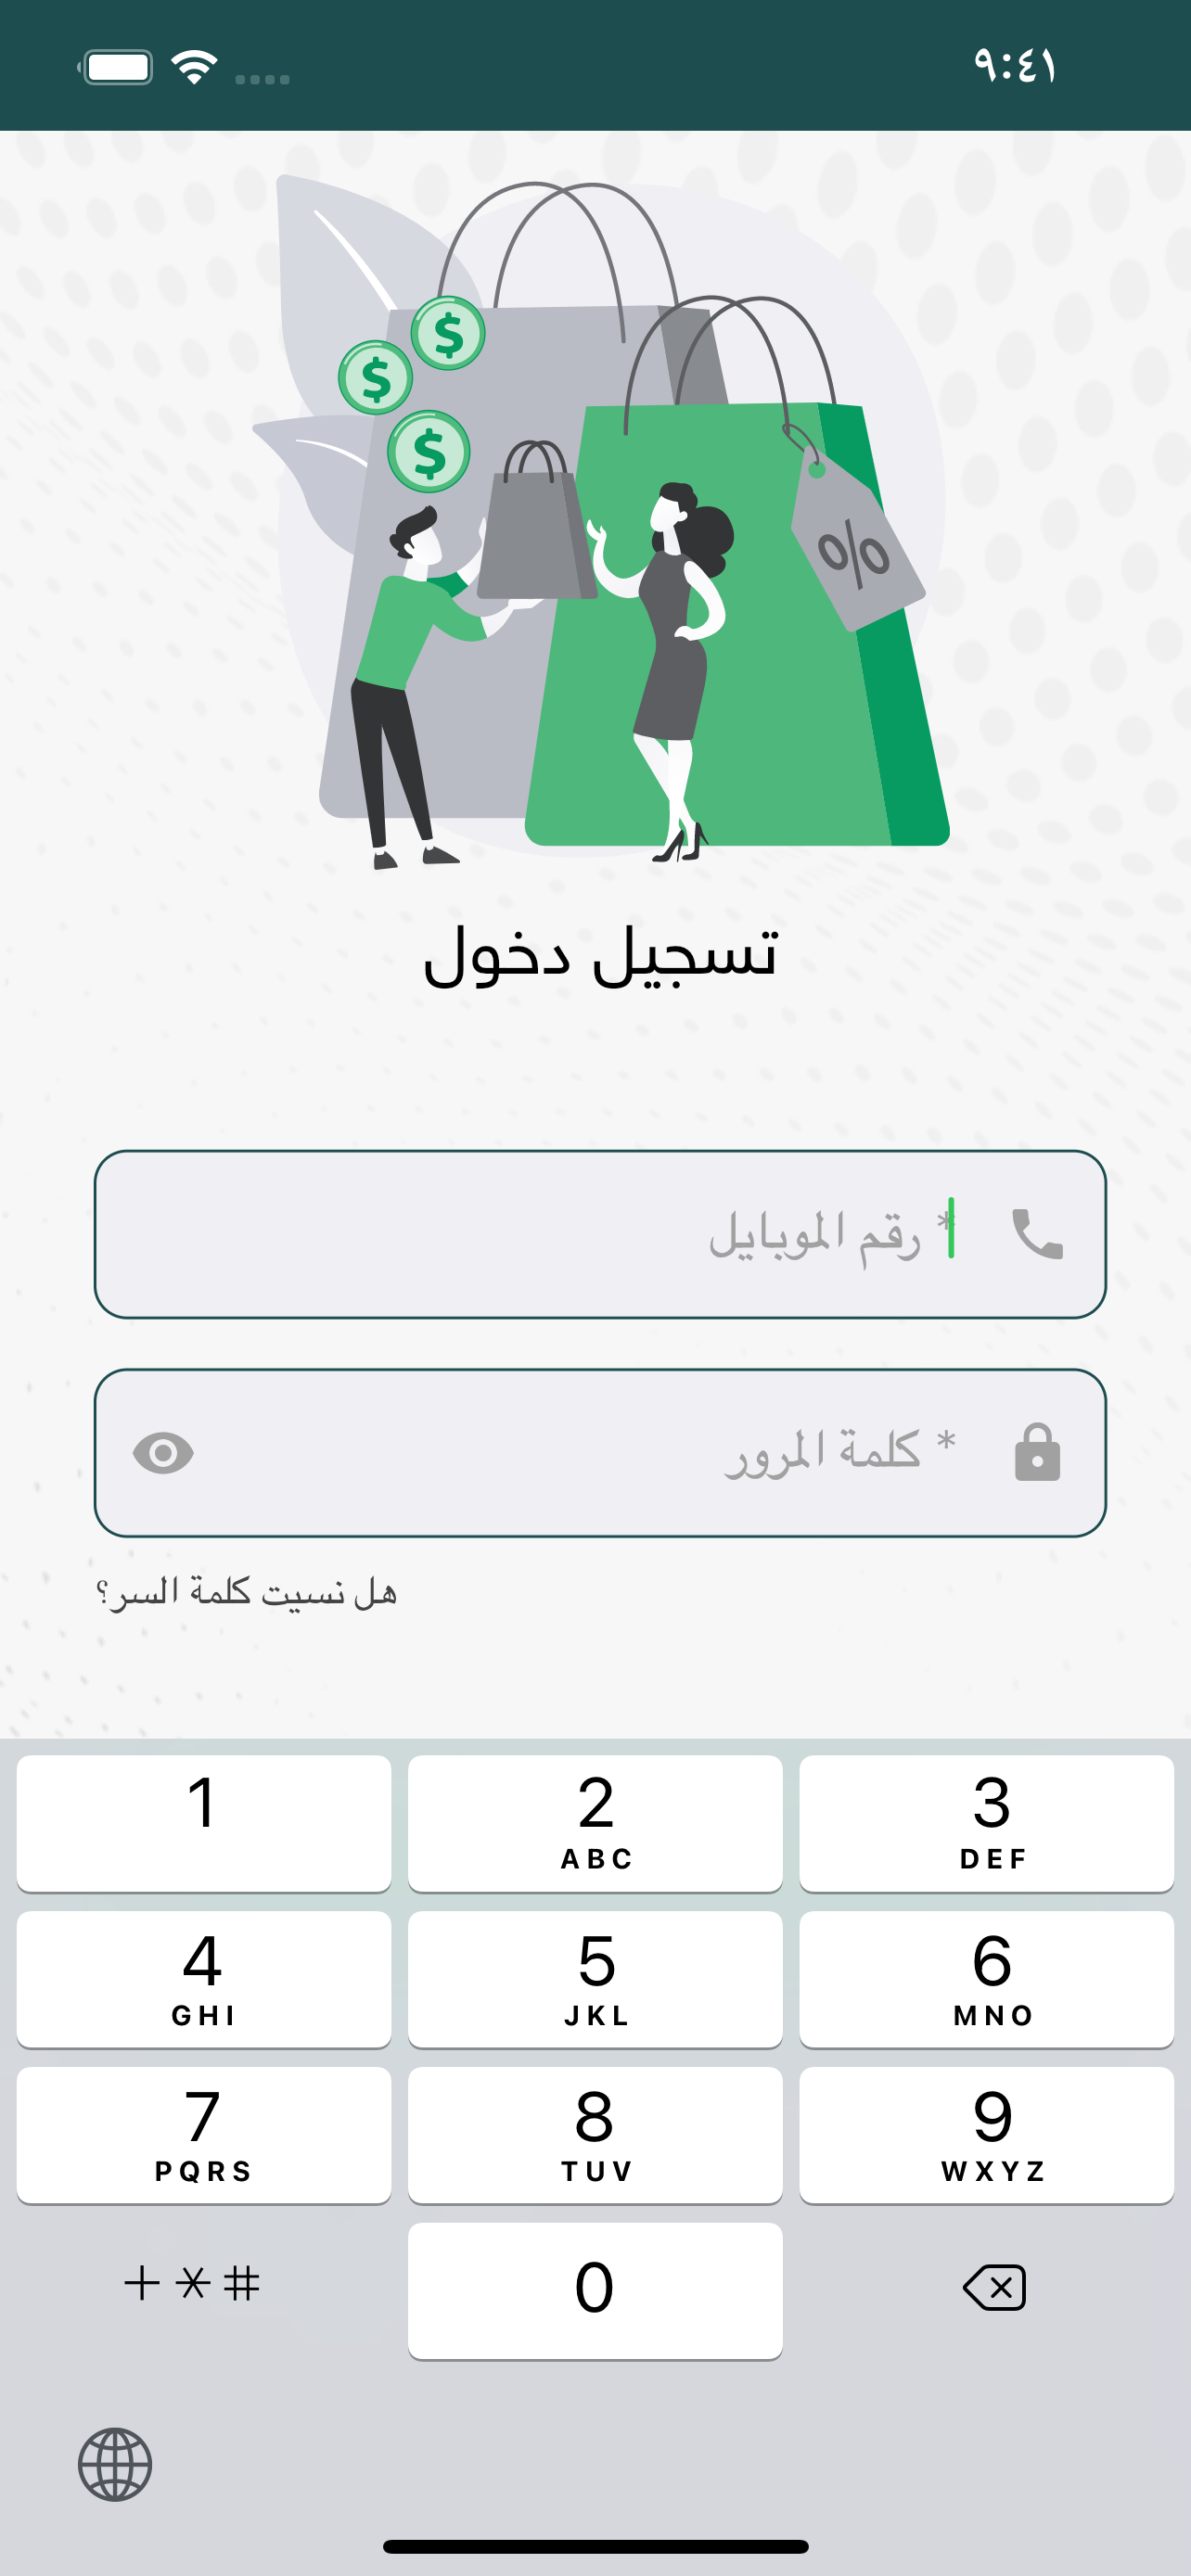 ٩:٤١
$
$
$
%
تسجيل دخول
* رقم الموبايل
* كلمة المرور
هل نسيت كلمة السر؟
1
2
ABC
3
DEF
4
GHI
5
JKL
6
MNO
7
PQRS
8
TUV
9
WXYZ
+*#
0